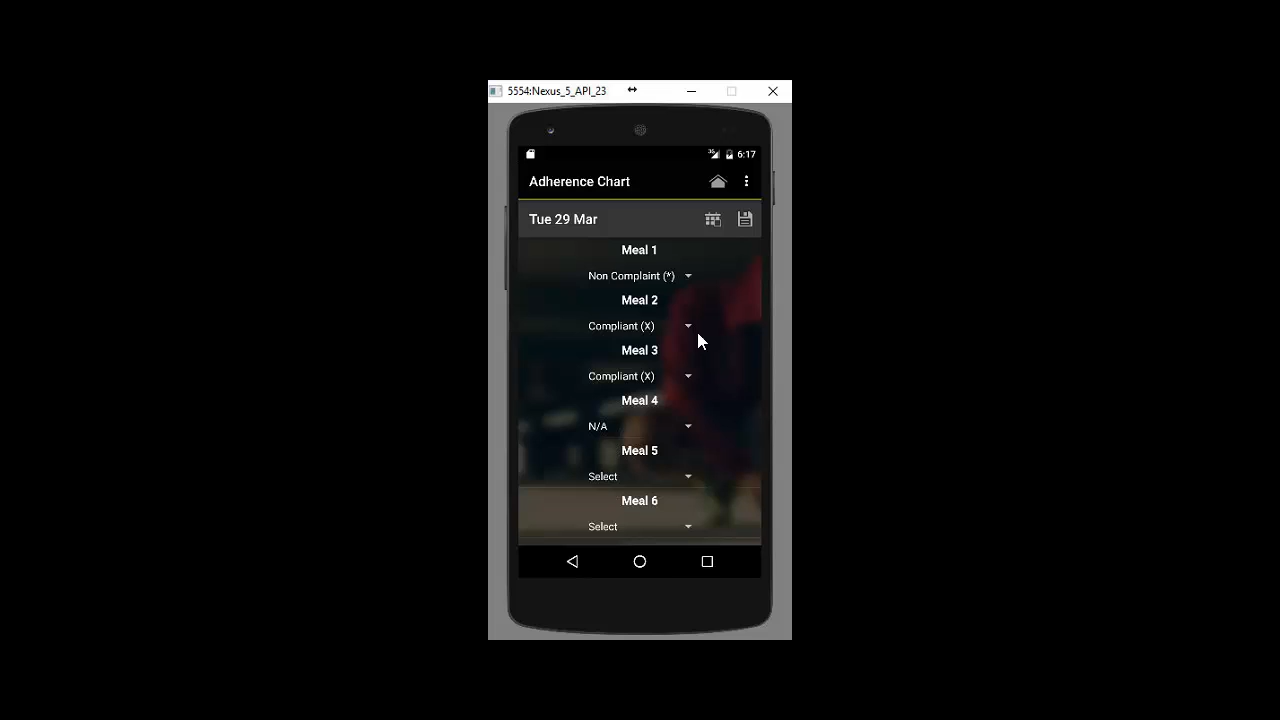 5554:Nexus_5_API_23
3G 6:17
Adherence Chart
Tue 29 Mar
Meal 1
Non Complaint (*)
Meal 2
Compliant (X)
Meal 3
Compliant (X)
Meal 4
N/A
Meal 5
Select
Meal 6
Select